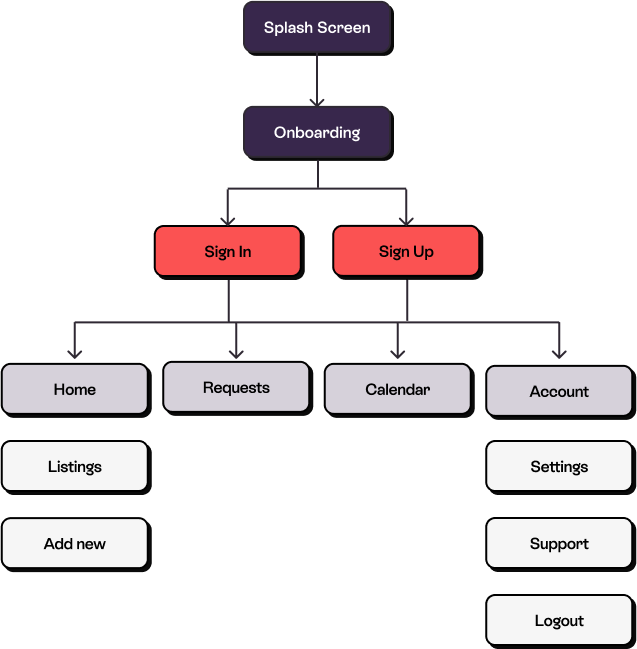 Splash Screen
Onboarding
Sign In
Sign Up
Home
Requests
Calendar
Account
Listings
Settings
Add new
Support
Logout